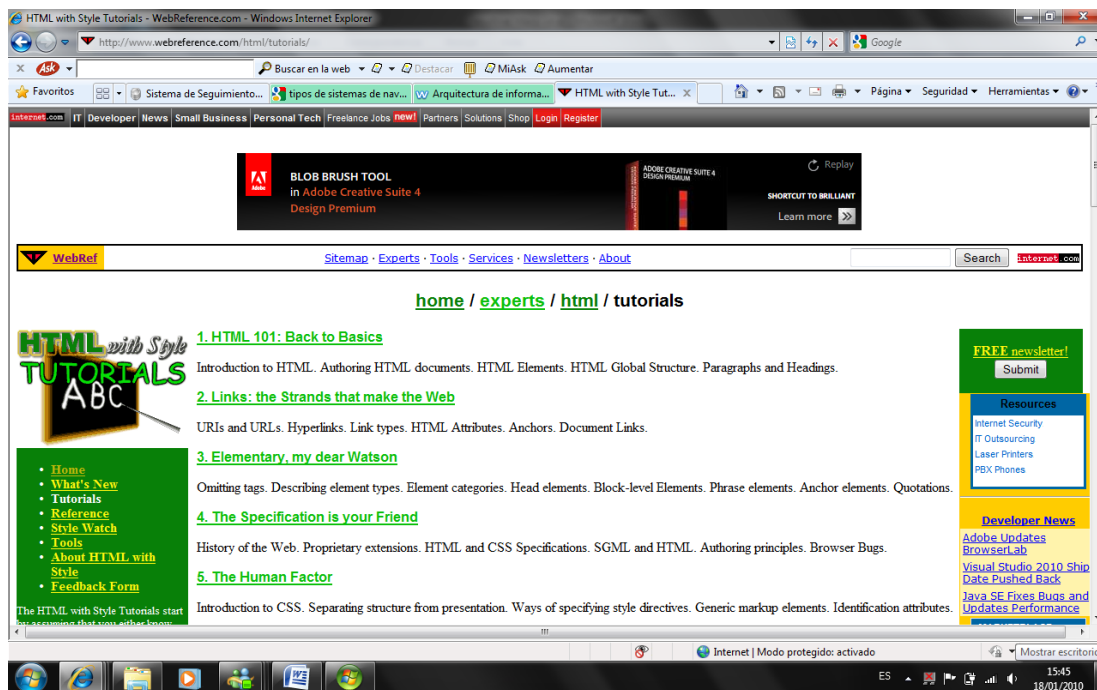 HTML with Style Tutorials - WebReference.com - Windows Internet Explorer
http://www.webreference.com/html/tutorials/
Google
Ask
Buscar en la web
Destacar
MiAsk
Aumentar
Favoritos
Sistema de Seguimiento...
tipos de sistemas de nav...
Arquitectura de informa...
HTML with Style Tut...
Página
Seguridad
Herramientas
internet.com IT Developer News Small Business Personal Tech Freelance Jobs new! Partners Solutions Shop Login Register
Adobe
BLOB BRUSH TOOL
in Adobe Creative Suite 4
Design Premium
ADOBE CREATIVE SUITE 4
DESIGN PREMIUM
Replay
SHORTCUT TO BRILLIANT
Learn more
WebRef
Sitemap · Experts · Tools · Services · Newsletters · About
Search
internet.com
home / experts / html / tutorials
HTML with Style
TUTORIALS
ABC
• Home
• What's New
• Tutorials
• Reference
• Style Watch
• Tools
• About HTML with
Style
• Feedback Form
The HTML with Style Tutorials start
by assuming that you either know
1. HTML 101: Back to Basics
Introduction to HTML. Authoring HTML documents. HTML Elements. HTML Global Structure. Paragraphs and Headings.
2. Links: the Strands that make the Web
URIs and URLs. Hyperlinks. Link types. HTML Attributes. Anchors. Document Links.
3. Elementary, my dear Watson
Omitting tags. Describing element types. Element categories. Head elements. Block-level Elements. Phrase elements. Anchor elements. Quotations.
4. The Specification is your Friend
History of the Web. Proprietary extensions. HTML and CSS Specifications. SGML and HTML. Authoring principles. Browser Bugs.
5. The Human Factor
Introduction to CSS. Separating structure from presentation. Ways of specifying style directives. Generic markup elements. Identification attributes.
FREE newsletter!
Submit
Resources
Internet Security
IT Outsourcing
Laser Printers
PBX Phones
Developer News
Adobe Updates
BrowserLab
Visual Studio 2010 Ship
Date Pushed Back
Java SE Fixes Bugs and
Updates Performance
Internet | Modo protegido: activado
Mostrar escritorio
ES
15:45
18/01/2010